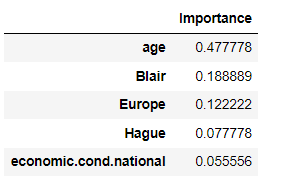 Importance
age 0.477778
Blair 0.188889
Europe 0.122222
Hague 0.077778
economic.cond.national 0.055556